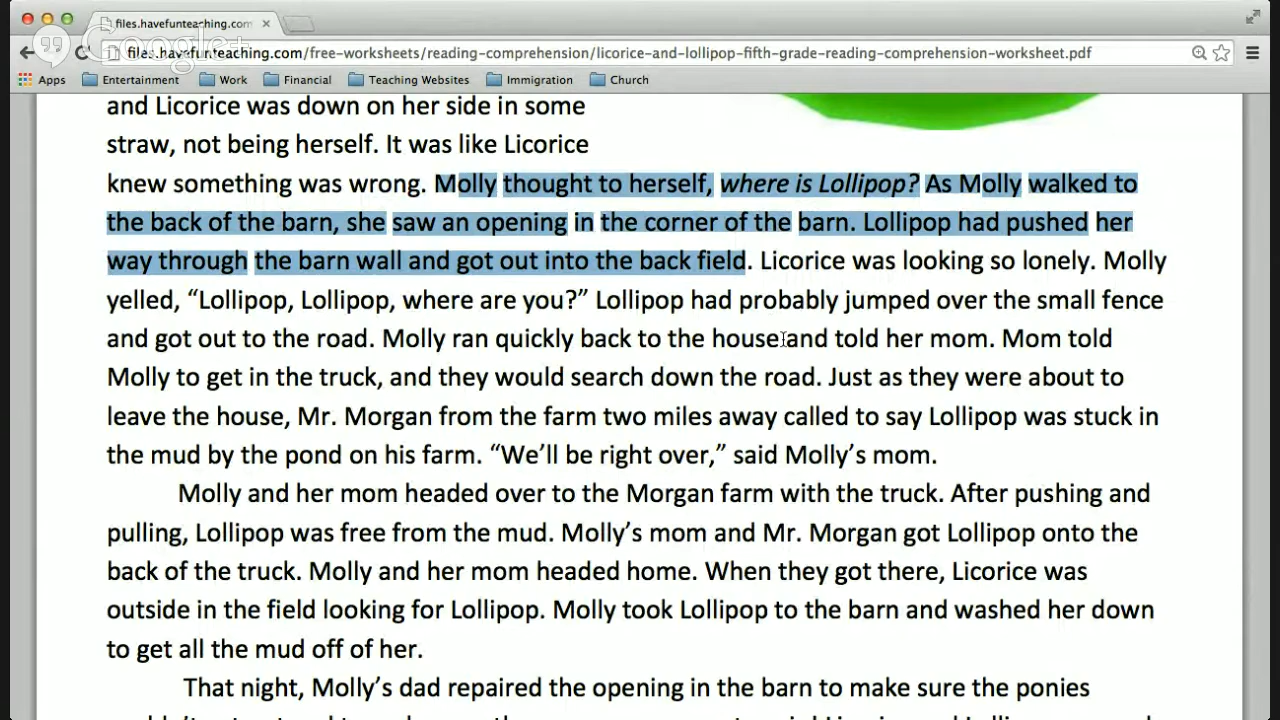 files.havefunteaching.com
Google+
files.havefunteaching.com/free-worksheets/reading-comprehension/licorice-and-lollipop-fifth-grade-reading-comprehension-worksheet.pdf
Apps Entertainment Work Financial Teaching Websites Immigration Church
and Licorice was down on her side in some
straw, not being herself. It was like Licorice
knew something was wrong. Molly thought to herself, where is Lollipop? As Molly walked to
the back of the barn, she saw an opening in the corner of the barn. Lollipop had pushed her
way through the barn wall and got out into the back field. Licorice was looking so lonely. Molly
yelled, “Lollipop, Lollipop, where are you?” Lollipop had probably jumped over the small fence
and got out to the road. Molly ran quickly back to the house and told her mom. Mom told
Molly to get in the truck, and they would search down the road. Just as they were about to
leave the house, Mr. Morgan from the farm two miles away called to say Lollipop was stuck in
the mud by the pond on his farm. “We’ll be right over,” said Molly’s mom.
Molly and her mom headed over to the Morgan farm with the truck. After pushing and
pulling, Lollipop was free from the mud. Molly’s mom and Mr. Morgan got Lollipop onto the
back of the truck. Molly and her mom headed home. When they got there, Licorice was
outside in the field looking for Lollipop. Molly took Lollipop to the barn and washed her down
to get all the mud off of her.
That night, Molly’s dad repaired the opening in the barn to make sure the ponies